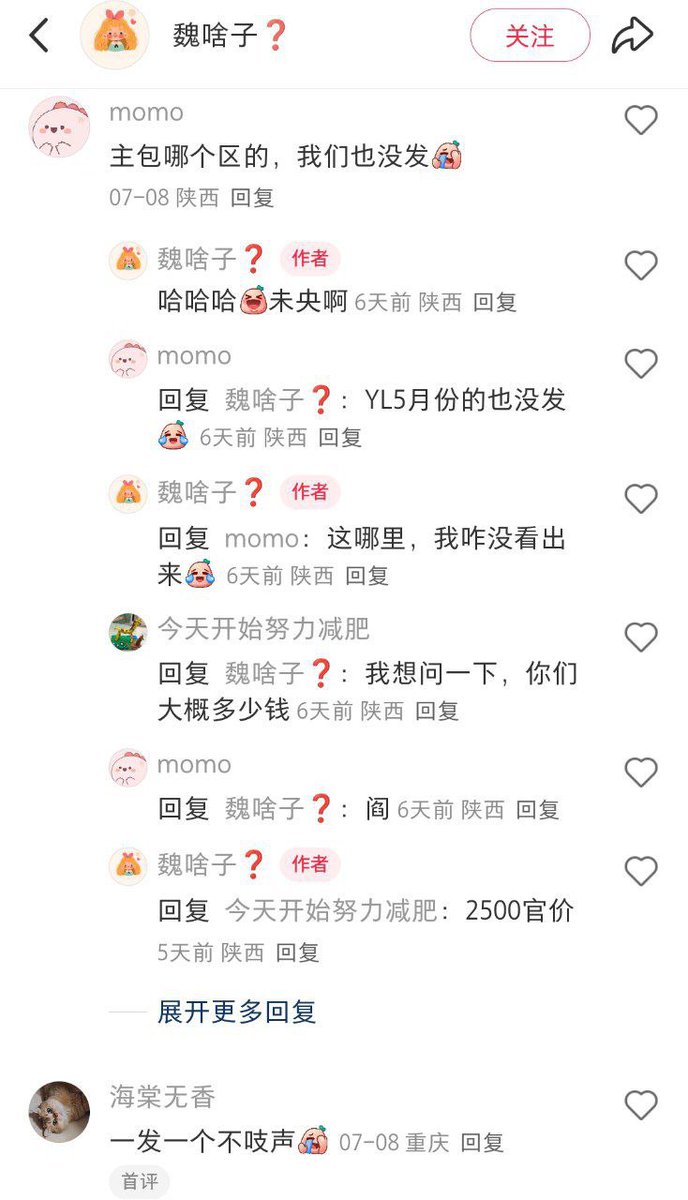 魏啥子❓
关注
momo
主包哪个区的，我们也没发
07-08 陕西 回复
魏啥子❓ 作者
哈哈哈未央啊 6天前 陕西 回复
momo
回复 魏啥子❓：YL5月份的也没发
6天前 陕西 回复
魏啥子❓ 作者
回复 momo：这哪里，我咋没看出
来 6天前 陕西 回复
今天开始努力减肥
回复 魏啥子❓：我想问一下，你们
大概多少钱 6天前 陕西 回复
momo
回复 魏啥子❓：阎 6天前 陕西 回复
魏啥子❓ 作者
回复 今天开始努力减肥：2500官价
5天前 陕西 回复
展开更多回复
海棠无香
一发一个不吱声 07-08 重庆 回复
首评